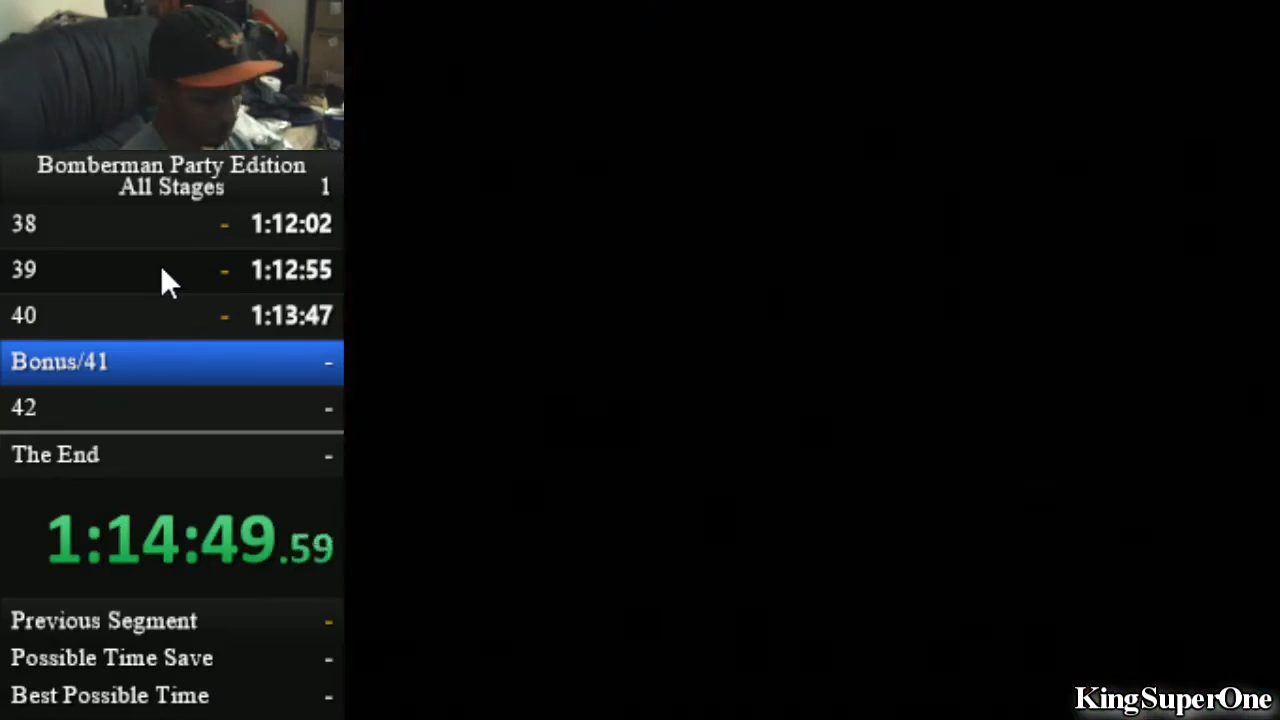 Bomberman Party Edition
All Stages 1
38 - 1:12:02
39 - 1:12:55
40 - 1:13:47
Bonus/41 -
42 -
The End -
1:14:49.59
Previous Segment -
Possible Time Save -
Best Possible Time -
KingSuperOne